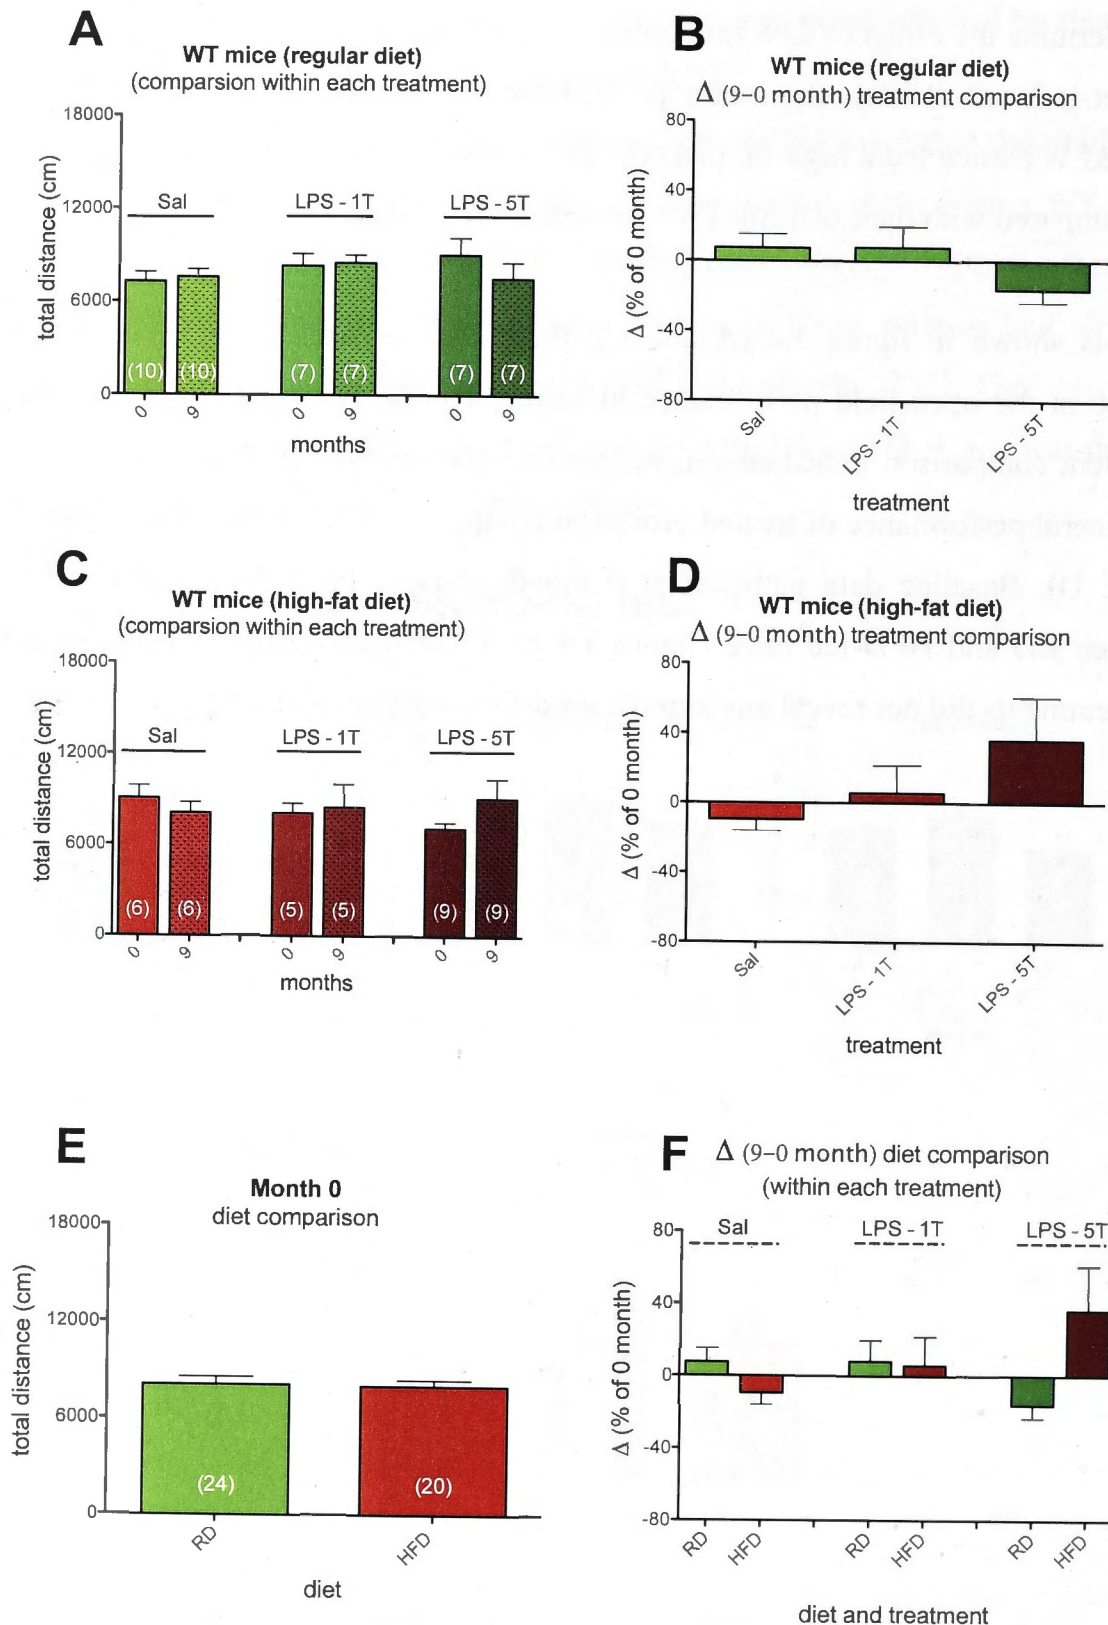 A
WT mice (regular diet)
(comparsion within each treatment)
total distance (cm)
18000
12000
6000
0
Sal
LPS - 1T
LPS - 5T
(10)
(10)
(7)
(7)
(7)
(7)
0
9
0
9
0
9
months
B
WT mice (regular diet)
Δ (9–0 month) treatment comparison
Δ (% of 0 month)
80
40
0
-40
-80
Sal
LPS - 1T
LPS - 5T
treatment
C
WT mice (high-fat diet)
(comparsion within each treatment)
total distance (cm)
18000
12000
6000
0
Sal
LPS - 1T
LPS - 5T
(6)
(6)
(5)
(5)
(9)
(9)
0
9
0
9
0
9
months
D
WT mice (high-fat diet)
Δ (9–0 month) treatment comparison
Δ (% of 0 month)
80
40
0
-40
-80
Sal
LPS - 1T
LPS - 5T
treatment
E
Month 0
diet comparison
total distance (cm)
18000
12000
6000
0
(24)
(20)
RD
HFD
diet
F
Δ (9–0 month) diet comparison
(within each treatment)
Δ (% of 0 month)
80
40
0
-40
-80
Sal
LPS - 1T
LPS - 5T
RD
HFD
RD
HFD
RD
HFD
diet and treatment